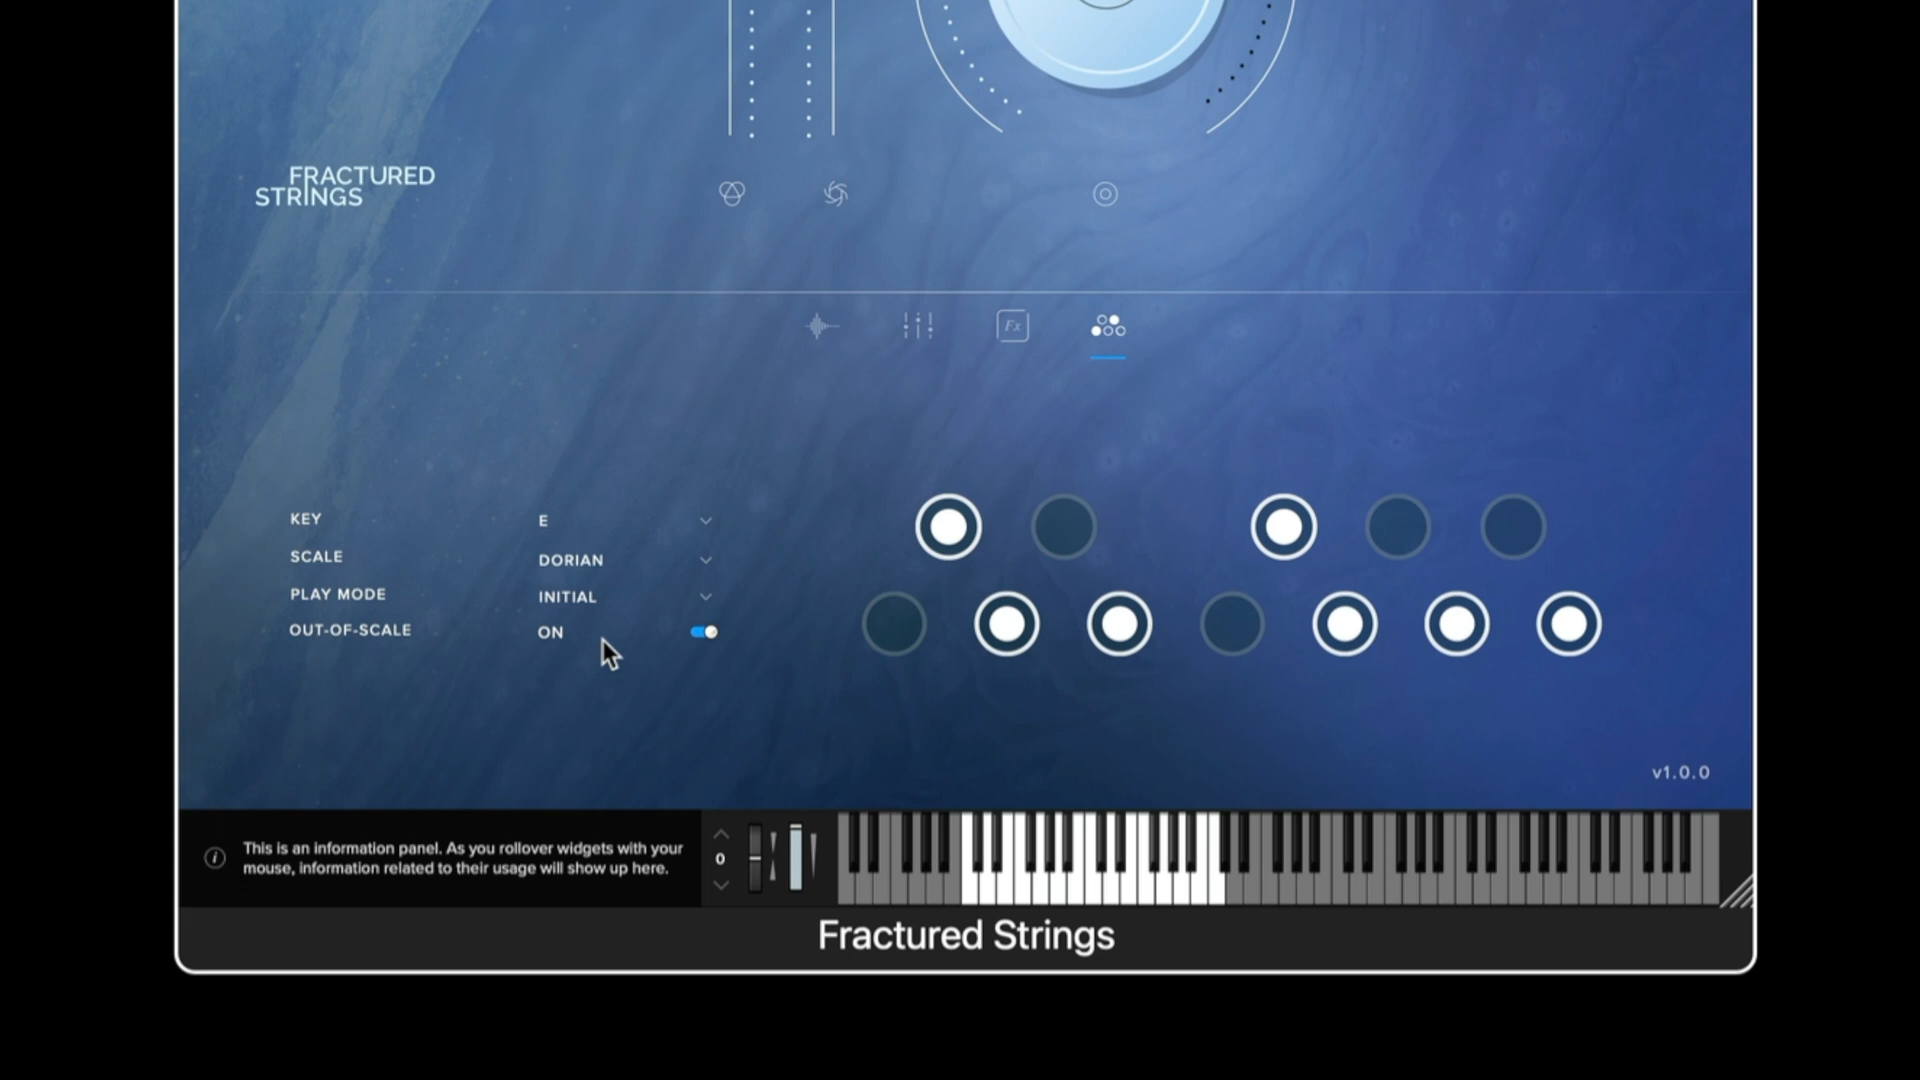 FRACTURED
STRINGS
Fx
KEY E
SCALE DORIAN
PLAY MODE INITIAL
OUT-OF-SCALE ON
v1.0.0
i
This is an information panel. As you rollover widgets with your
mouse, information related to their usage will show up here.
0
Fractured Strings